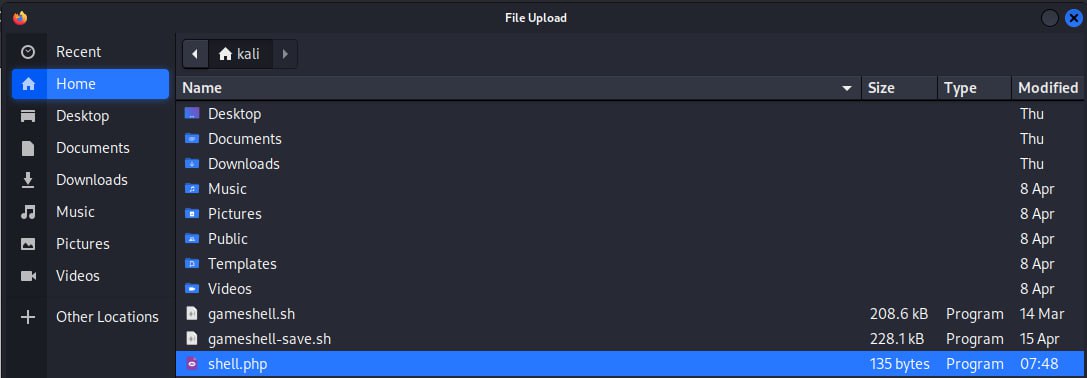 File Upload
Recent
Home
Desktop
Documents
Downloads
Music
Pictures
Videos
Other Locations
kali
Name Size Type Modified
Desktop Thu
Documents Thu
Downloads Thu
Music 8 Apr
Pictures 8 Apr
Public 8 Apr
Templates 8 Apr
Videos 8 Apr
gameshell.sh 208.6 kB Program 14 Mar
gameshell-save.sh 228.1 kB Program 15 Apr
shell.php 135 bytes Program 07:48